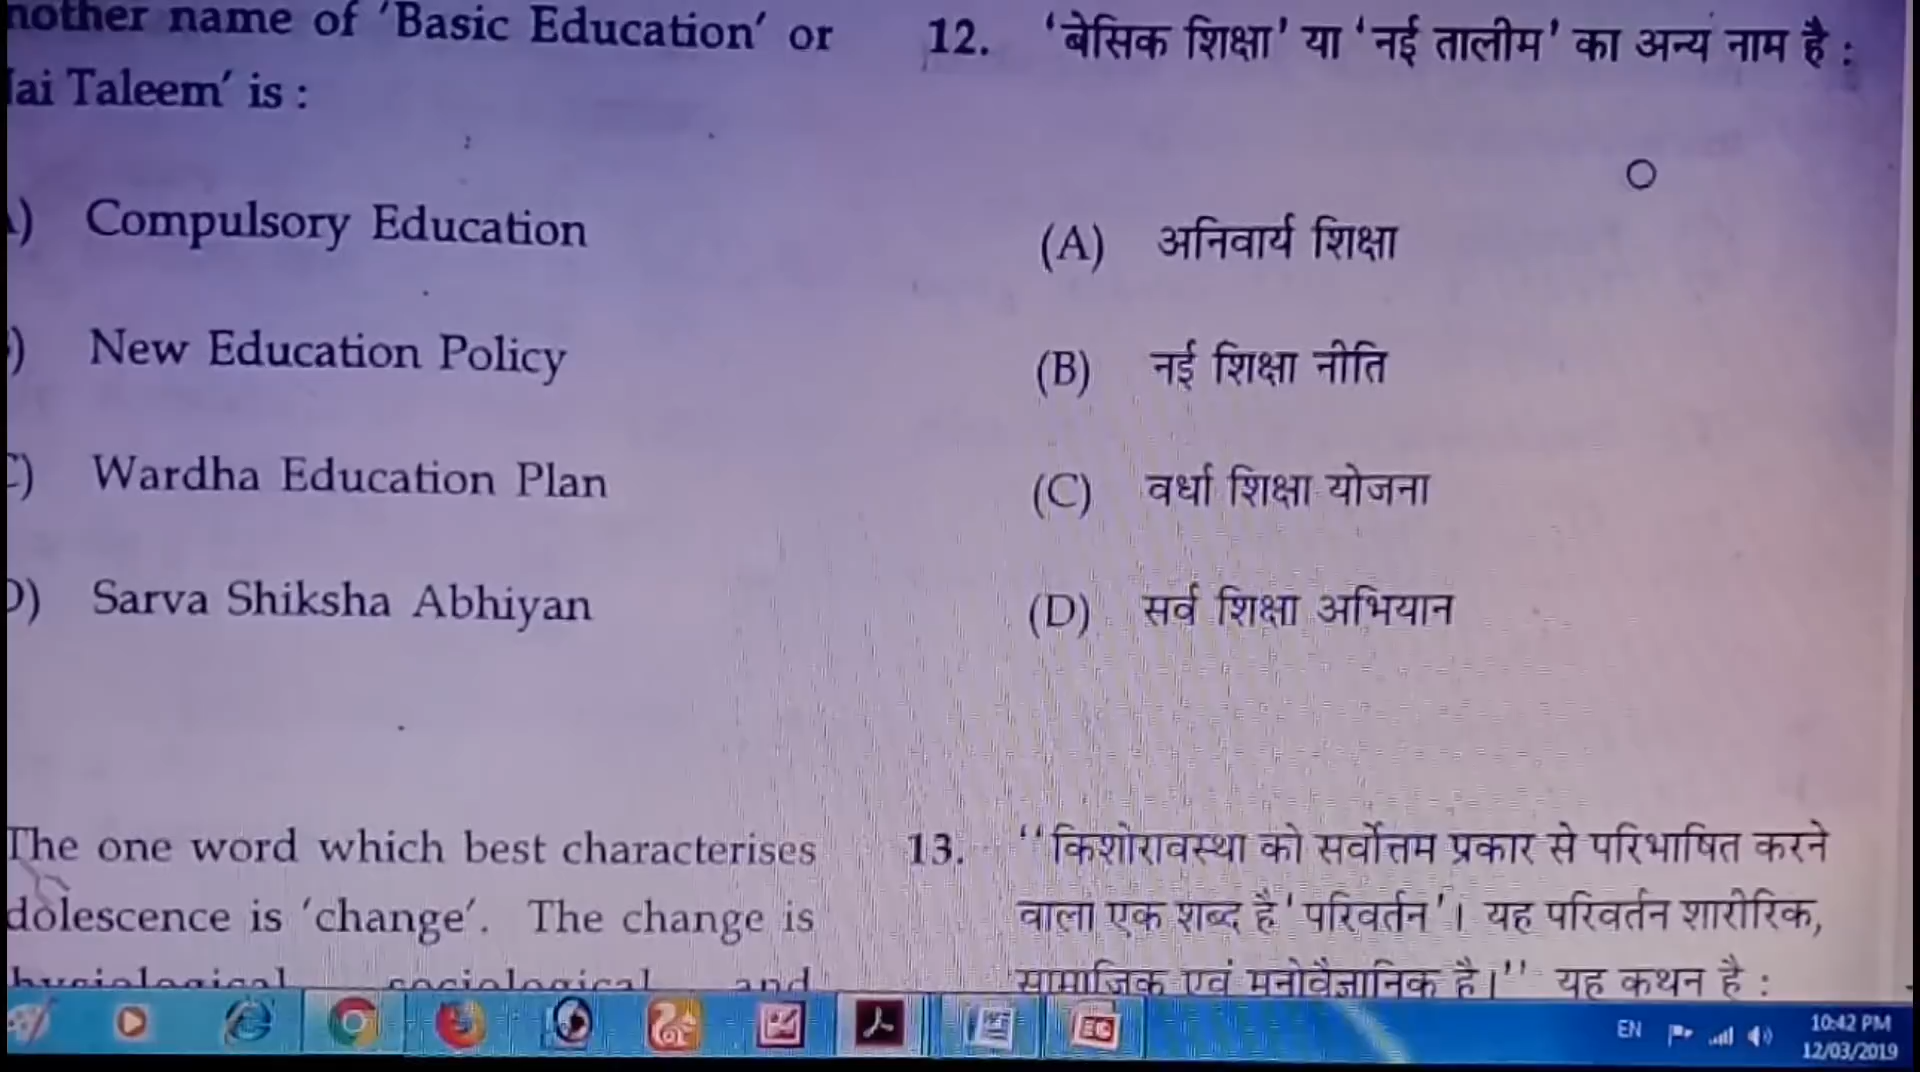 name of 'Basic Education' or
Taleem' is :
Compulsory Education
New Education Policy
Wardha Education Plan
Sarva Shiksha Abhiyan
The one word which best characterises
is 'change'. The change is
12. 'बेसिक शिक्षा' या 'नई तालीम' का अन्य नाम है :
(A) अनिवार्य शिक्षा
(B) नई शिक्षा नीति
(C) वर्धा शिक्षा योजना
(D) सर्व शिक्षा अभियान
13. ''किशोरावस्था को सर्वोत्तम प्रकार से परिभाषित करने
वाला एक शब्द है 'परिवर्तन'। यह परिवर्तन शारीरिक,
सामाजिक एवं मनोवैज्ञानिक है।'' यह कथन है :
EN
10:42 PM
12/03/2019